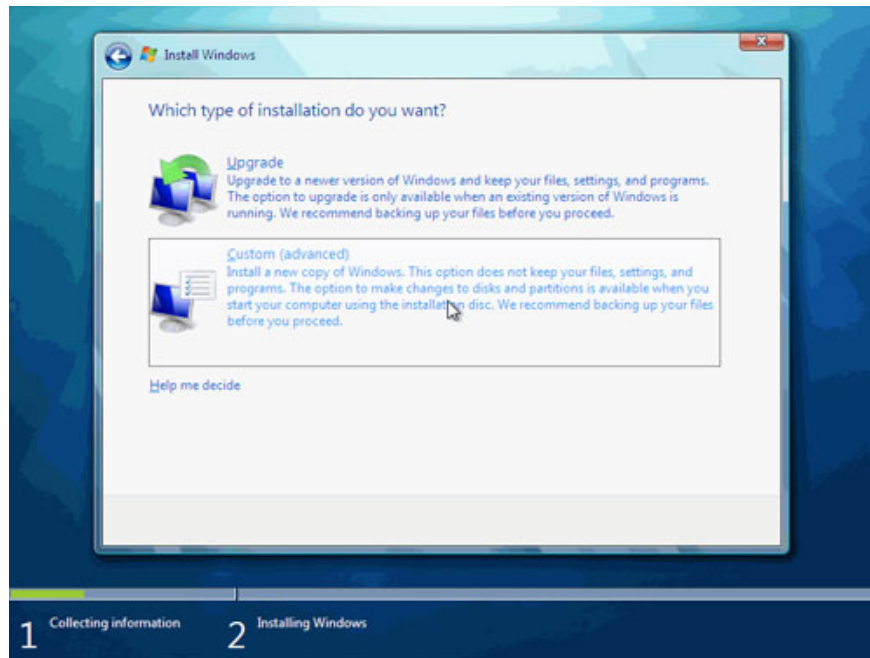 Install Windows
Which type of installation do you want?
Upgrade
Upgrade to a newer version of Windows and keep your files, settings, and programs.
The option to upgrade is only available when an existing version of Windows is
running. We recommend backing up your files before you proceed.
Custom (advanced)
Install a new copy of Windows. This option does not keep your files, settings, and
programs. The option to make changes to disks and partitions is available when you
start your computer using the installation disc. We recommend backing up your files
before you proceed.
Help me decide
1 Collecting information 2 Installing Windows